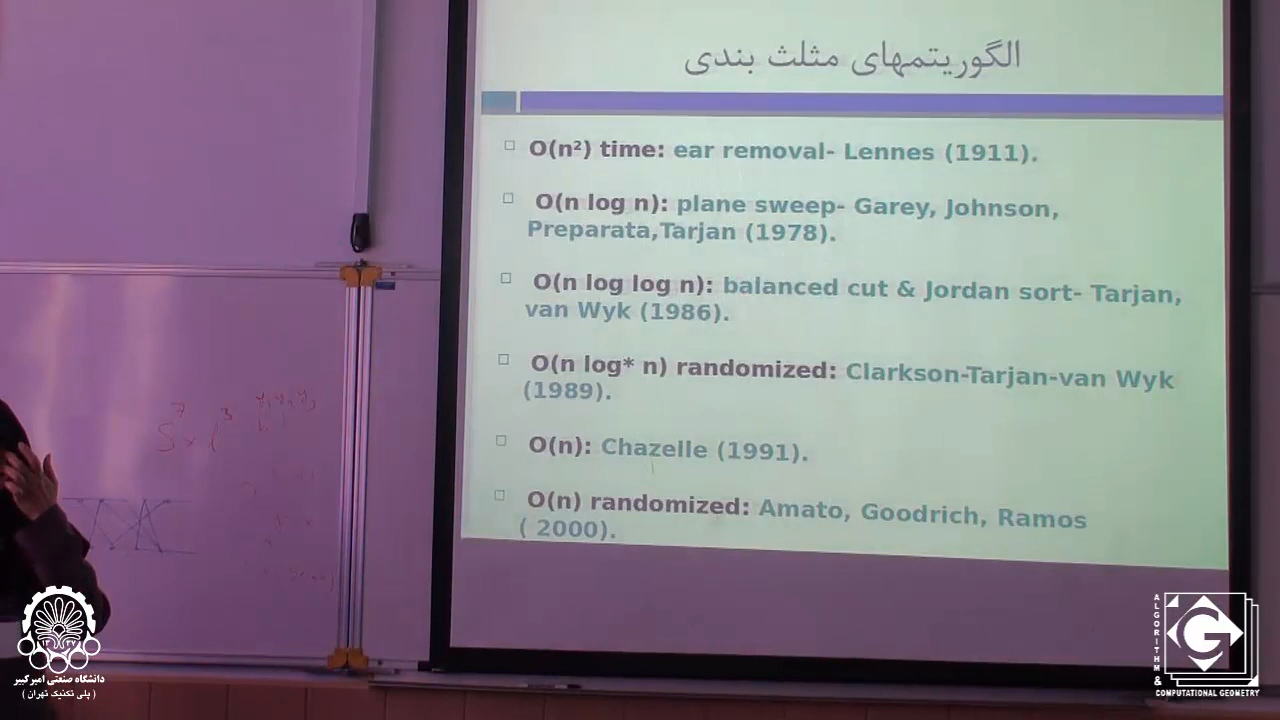 الگوریتمهای مثلث بندی
O(n²) time: ear removal- Lennes (1911).
O(n log n): plane sweep- Garey, Johnson,
Preparata,Tarjan (1978).
O(n log log n): balanced cut & Jordan sort- Tarjan,
van Wyk (1986).
O(n log* n) randomized: Clarkson-Tarjan-van Wyk
(1989).
O(n): Chazelle (1991).
O(n) randomized: Amato, Goodrich, Ramos
( 2000).
دانشگاه صنعتی امیرکبیر
( پلی تکنیک تهران )
ALGORITHM
&
COMPUTATIONAL GEOMETRY